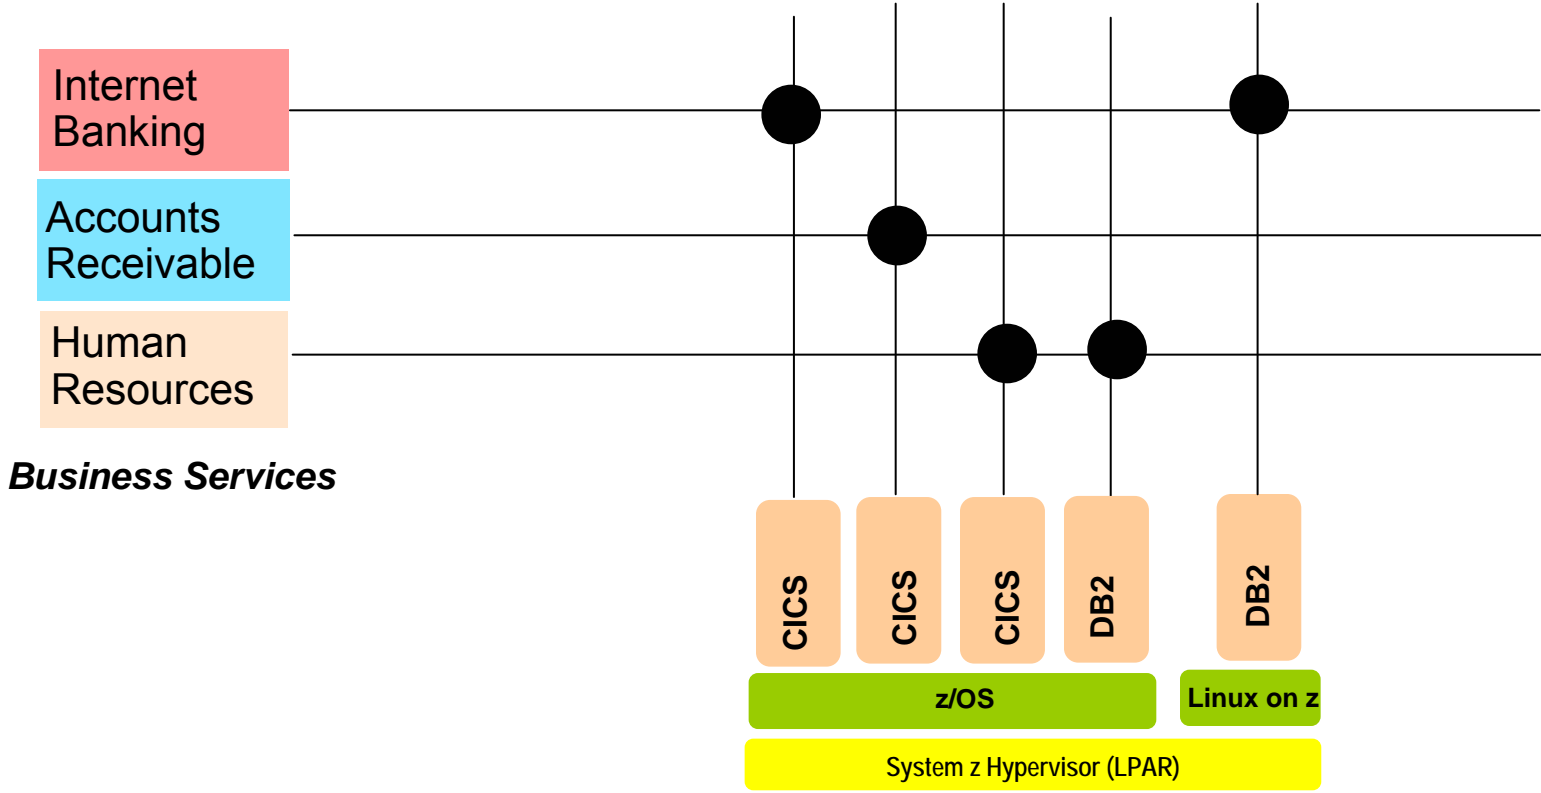 Internet
Banking
Accounts
Receivable
Human
Resources
Business Services
CICS
CICS
CICS
DB2
DB2
z/OS
Linux on z
System z Hypervisor (LPAR)